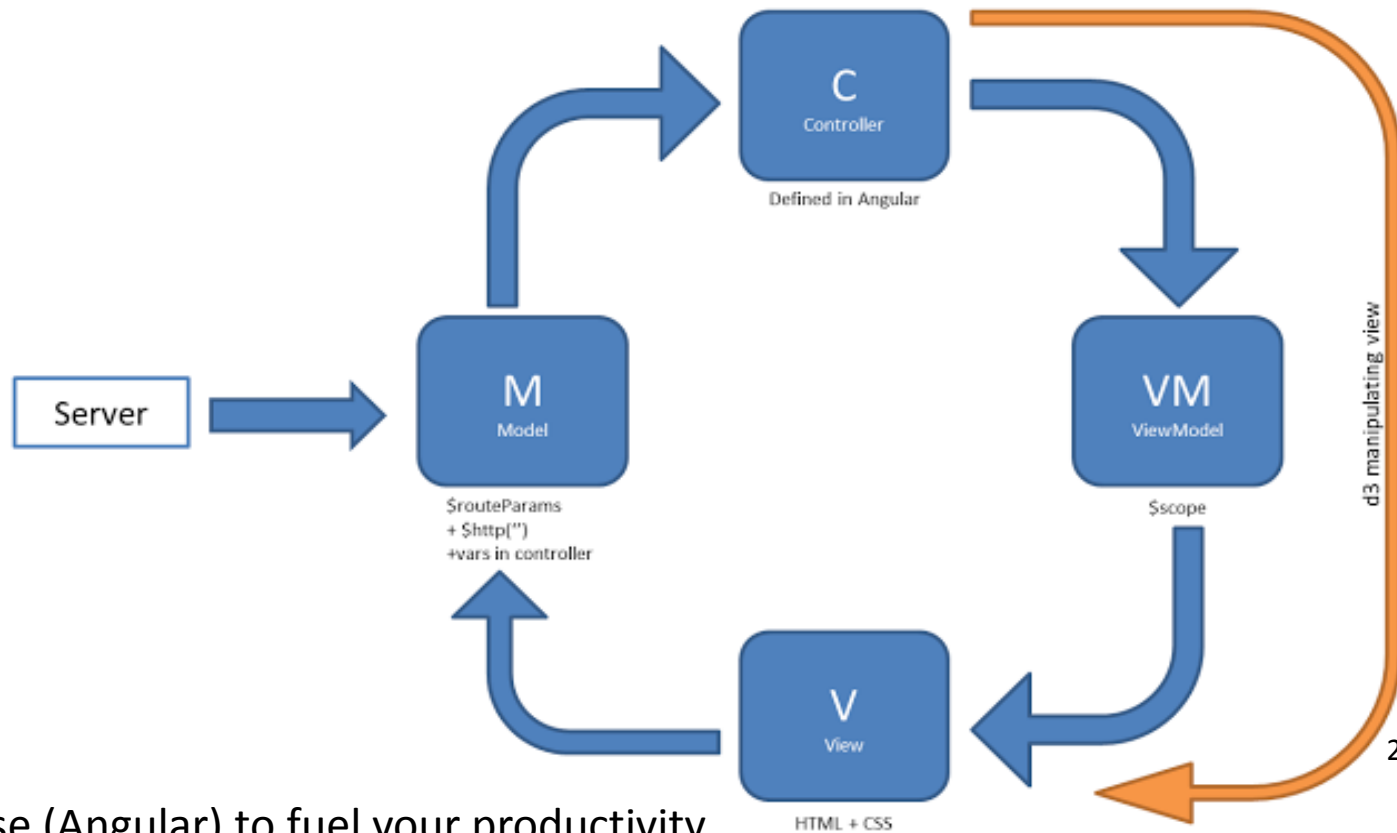 C
Controller
Defined in Angular
d3 manipulating view
Server
M
Model
$routeParams
+ $http('')
+vars in controller
VM
ViewModel
$scope
V
View
HTML + CSS
2
(Angular) to fuel your productivity